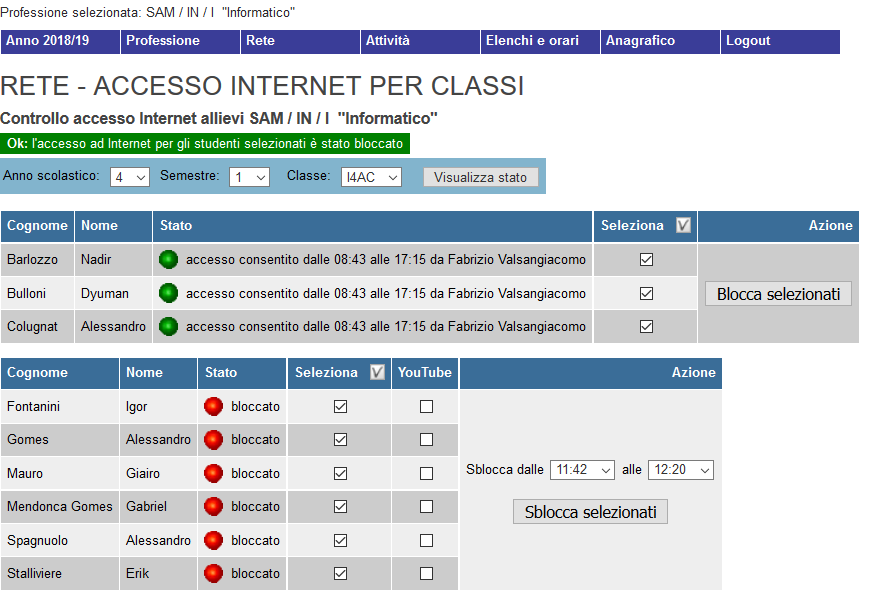 Professione selezionata: SAM / IN / I "Informatico"
Anno 2018/19 Professione Rete Attività Elenchi e orari Anagrafico Logout
RETE - ACCESSO INTERNET PER CLASSI
Controllo accesso Internet allievi SAM / IN / I "Informatico"
Ok: l'accesso ad Internet per gli studenti selezionati è stato bloccato
Anno scolastico: 4 Semestre: 1 Classe: I4AC Visualizza stato
Cognome Nome Stato Seleziona V Azione
Barlozzo Nadir accesso consentito dalle 08:43 alle 17:15 da Fabrizio Valsangiacomo
Bulloni Dyuman accesso consentito dalle 08:43 alle 17:15 da Fabrizio Valsangiacomo Blocca selezionati
Colugnat Alessandro accesso consentito dalle 08:43 alle 17:15 da Fabrizio Valsangiacomo
Cognome Nome Stato Seleziona V YouTube Azione
Fontanini Igor bloccato
Gomes Alessandro bloccato
Mauro Giairo bloccato Sblocca dalle 11:42 alle 12:20
Mendonca Gomes Gabriel bloccato Sblocca selezionati
Spagnuolo Alessandro bloccato
Stalliviere Erik bloccato